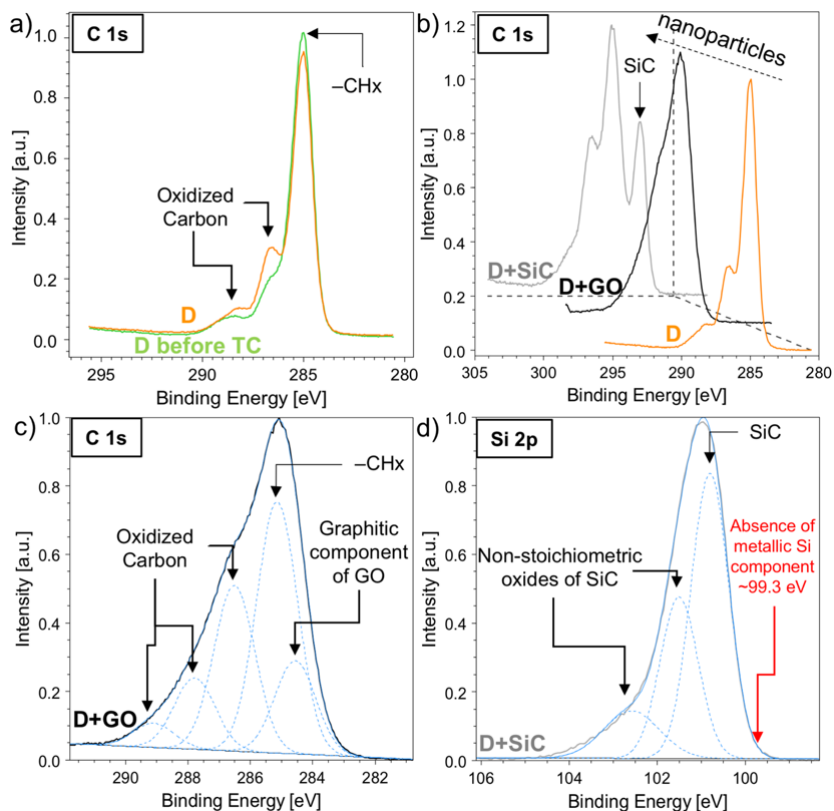 a)
C 1s
–CHx
Oxidized
Carbon
D
D before TC
Intensity [a.u.]
1.0
0.8
0.6
0.4
0.2
0.0
295 290 285 280
Binding Energy [eV]
b)
C 1s
nanoparticles
SiC
D+SiC
D+GO
D
Intensity [a.u.]
1.2
1.0
0.8
0.6
0.4
0.2
0.0
305 300 295 290 285 280
Binding Energy [eV]
c)
C 1s
–CHx
Oxidized
Carbon
Graphitic
component
of GO
D+GO
Intensity [a.u.]
1.0
0.8
0.6
0.4
0.2
0.0
290 288 286 284 282
Binding Energy [eV]
d)
Si 2p
SiC
Absence of
metallic Si
component
~99.3 eV
Non-stoichiometric
oxides of SiC
D+SiC
Intensity [a.u.]
1.0
0.8
0.6
0.4
0.2
0.0
106 104 102 100
Binding Energy [eV]